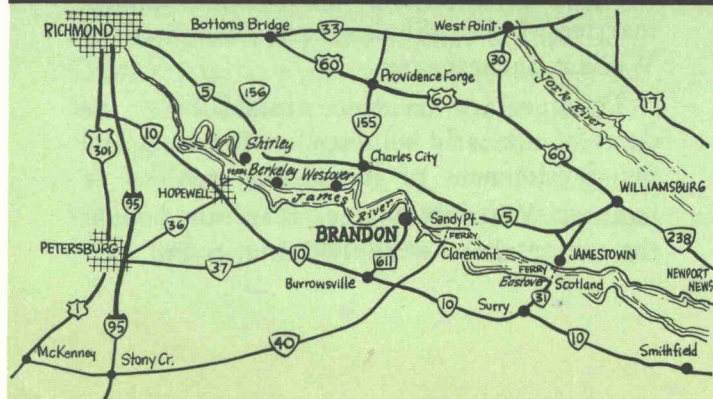 RICHMOND
Bottoms Bridge
33
West Point
30
17
5
156
60
Providence Forge
60
York River
10
1
301
155
60
Shirley
FERRY
Berkeley
Westover
Charles City
HOPEWELL
James
River
WILLIAMSBURG
95
36
Sandy Pt.
5
BRANDON
FERRY
238
PETERSBURG
37
10
611
Claremont
FERRY
JAMESTOWN
NEWPORT
NEWS
Burrowsville
Eastover
Scotland
31
1
95
10
Surry
10
40
McKenney
Stony Cr.
Smithfield